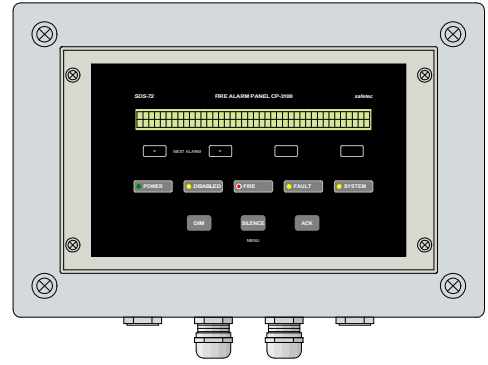 SDS-72 FIRE ALARM PANEL CP-3100 safetec
NEXT ALARM
POWER DISABLED FIRE FAULT SYSTEM
DIM SILENCE ACK
MENU